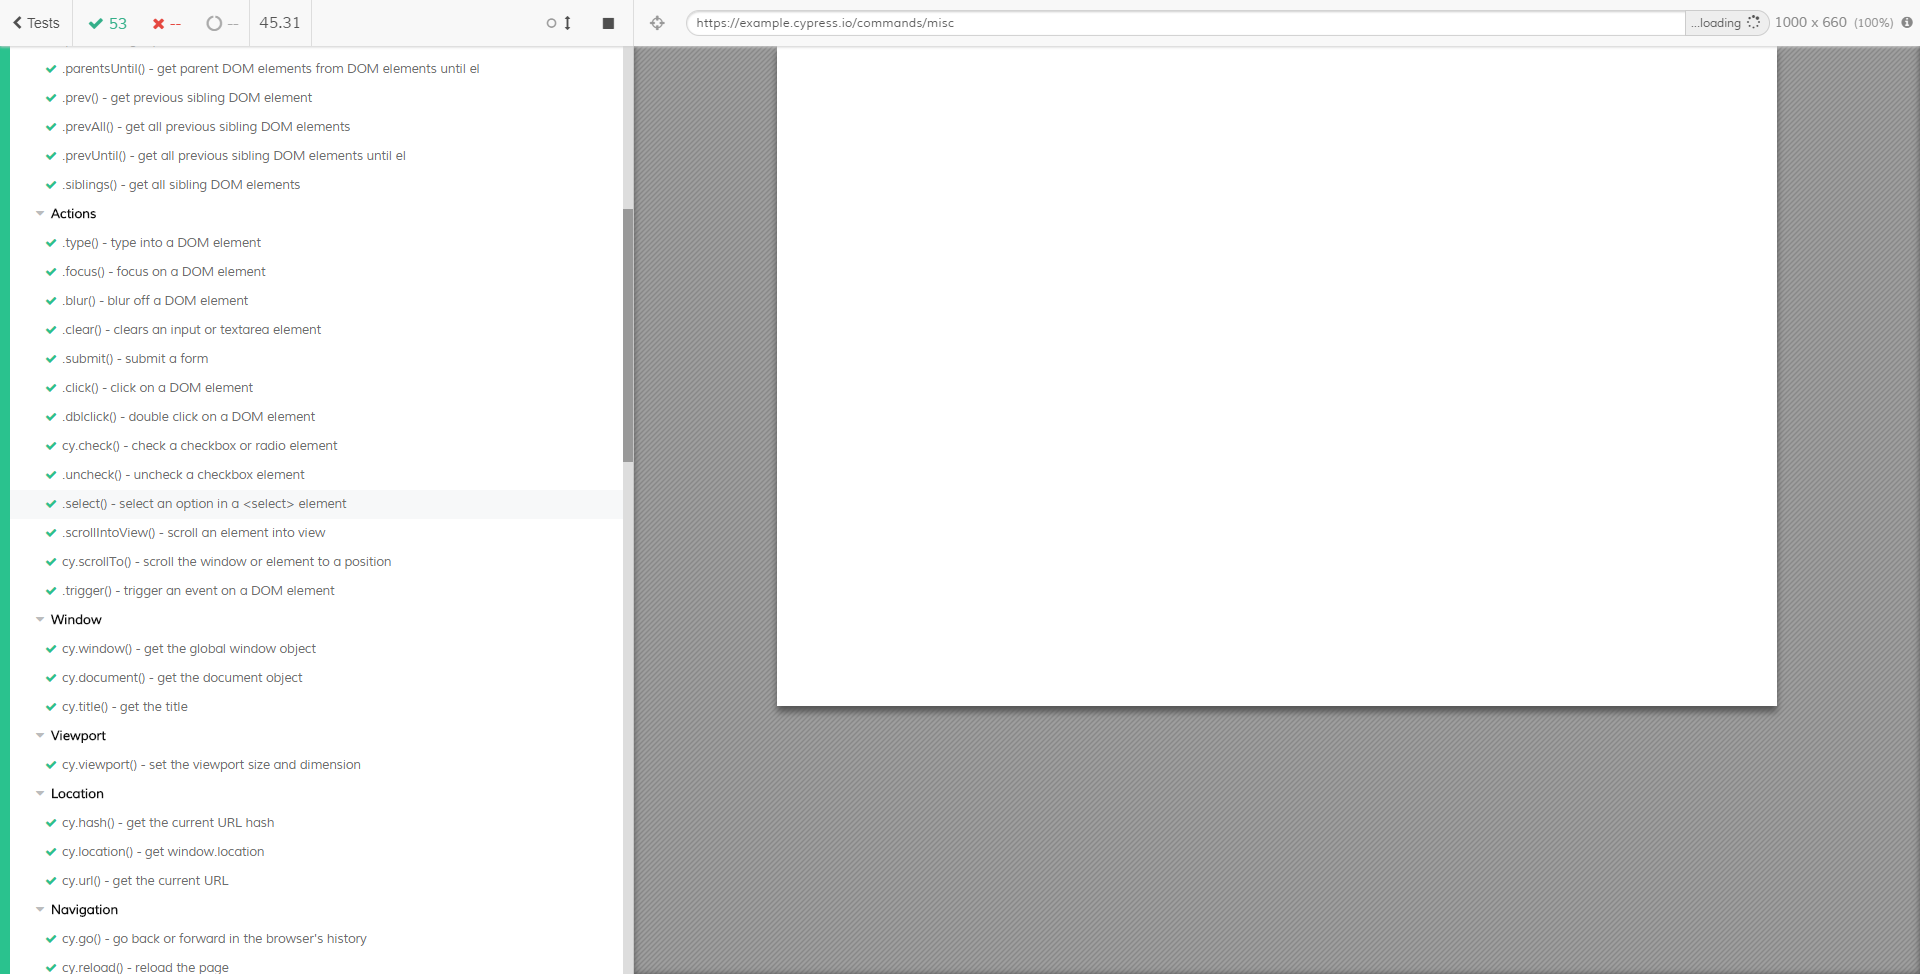 Tests 53 -- -- 45.31
https://example.cypress.io/commands/misc ...loading 1000 x 660 (100%)
.parentsUntil() - get parent DOM elements from DOM elements until el
.prev() - get previous sibling DOM element
.prevAll() - get all previous sibling DOM elements
.prevUntil() - get all previous sibling DOM elements until el
.siblings() - get all sibling DOM elements
Actions
.type() - type into a DOM element
.focus() - focus on a DOM element
.blur() - blur off a DOM element
.clear() - clears an input or textarea element
.submit() - submit a form
.click() - click on a DOM element
.dblclick() - double click on a DOM element
cy.check() - check a checkbox or radio element
.uncheck() - uncheck a checkbox element
.select() - select an option in a <select> element
.scrollIntoView() - scroll an element into view
cy.scrollTo() - scroll the window or element to a position
.trigger() - trigger an event on a DOM element
Window
cy.window() - get the global window object
cy.document() - get the document object
cy.title() - get the title
Viewport
cy.viewport() - set the viewport size and dimension
Location
cy.hash() - get the current URL hash
cy.location() - get window.location
cy.url() - get the current URL
Navigation
cy.go() - go back or forward in the browser's history
cy.reload() - reload the page